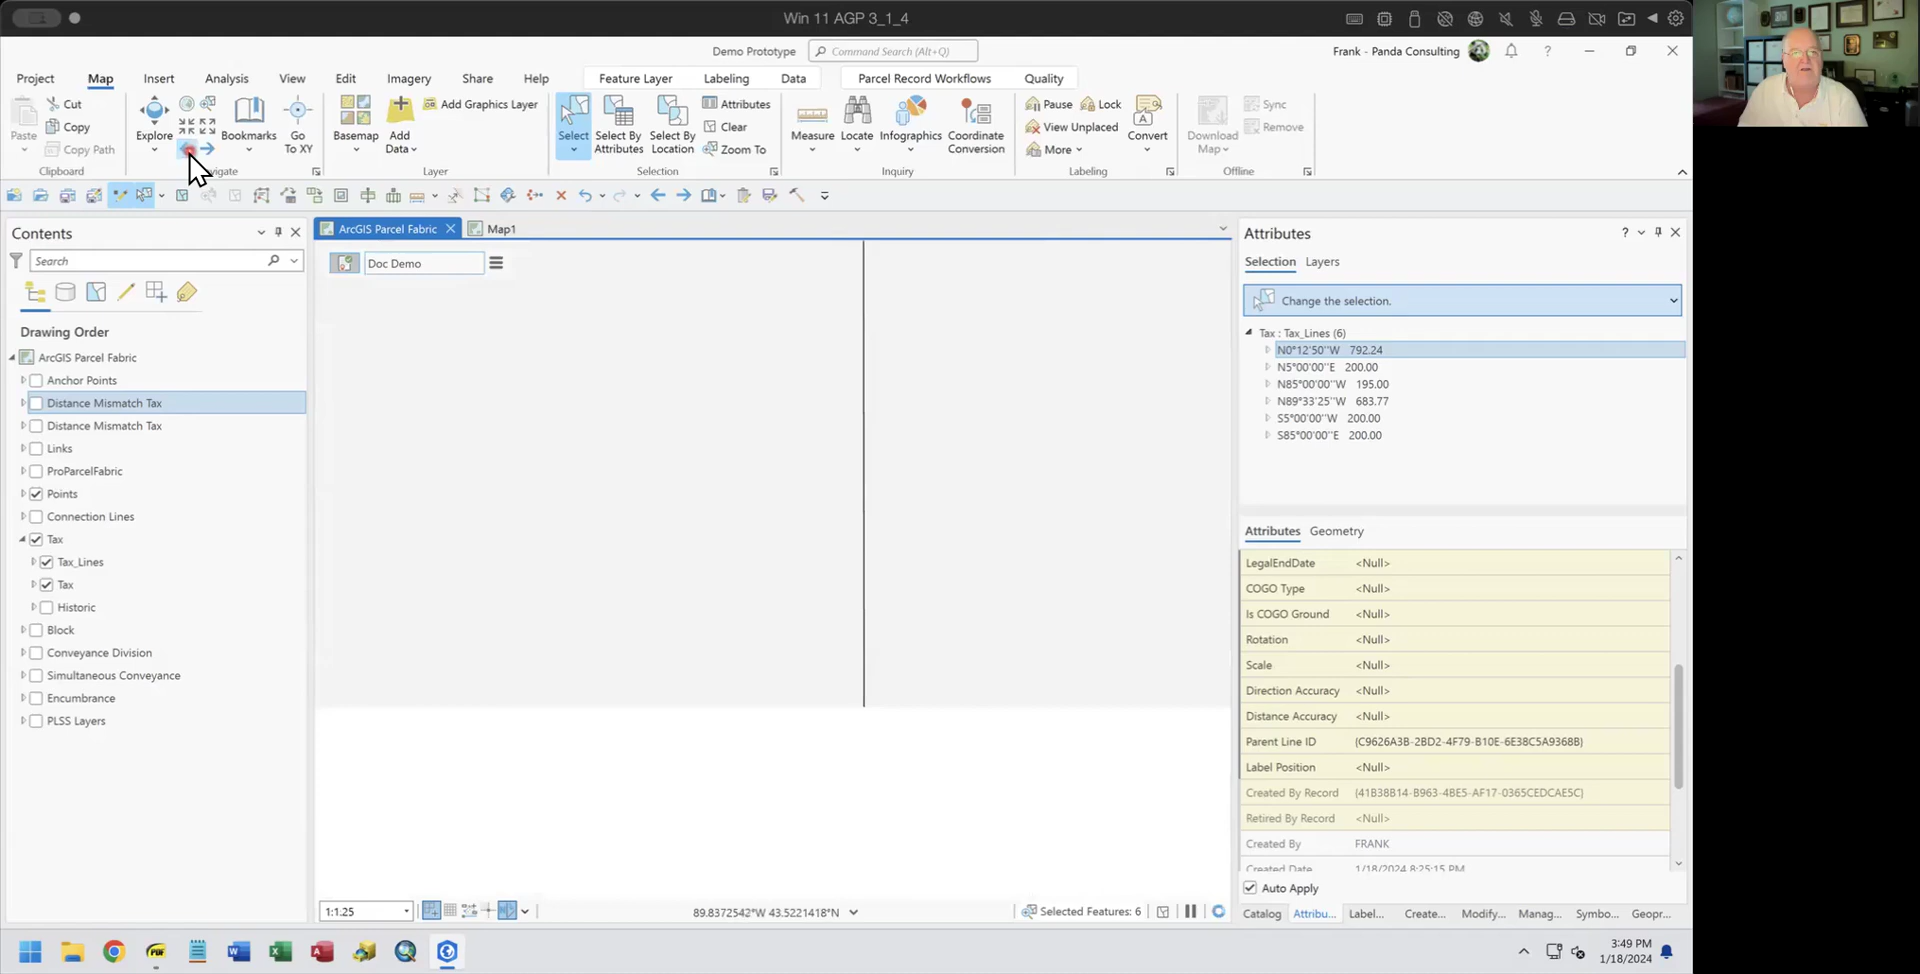 Win 11 AGP 3_1_4
Demo Prototype
Command Search (Alt+Q)
Frank - Panda Consulting
?
Project
Map
Insert
Analysis
View
Edit
Imagery
Share
Help
Feature Layer
Labeling
Data
Parcel Record Workflows
Quality
Paste
Cut
Copy
Copy Path
Clipboard
Explore
Bookmarks
Go
To XY
Basemap
Add
Data
Add Graphics Layer
Layer
Select
Select By
Attributes
Select By
Location
Attributes
Clear
Zoom To
Selection
Measure
Locate
Infographics
Coordinate
Conversion
Inquiry
Pause
Lock
View Unplaced
More
Convert
Labeling
Download
Map
Sync
Remove
Offline
Contents
Search
Drawing Order
ArcGIS Parcel Fabric
Anchor Points
Distance Mismatch Tax
Distance Mismatch Tax
Links
ProParcelFabric
Points
Connection Lines
Tax
Tax_Lines
Tax
Historic
Block
Conveyance Division
Simultaneous Conveyance
Encumbrance
PLSS Layers
ArcGIS Parcel Fabric
Map1
Doc Demo
1:1.25
89.8372542°W 43.5221418°N
Selected Features: 6
Attributes
?
Selection
Layers
Change the selection.
Tax : Tax_Lines (6)
N0°12'50''W 792.24
N5°00'00''E 200.00
N85°00'00''W 195.00
N89°33'25''W 683.77
S5°00'00''W 200.00
S85°00'00''E 200.00
Attributes
Geometry
LegalEndDate <Null>
COGO Type <Null>
Is COGO Ground <Null>
Rotation <Null>
Scale <Null>
Direction Accuracy <Null>
Distance Accuracy <Null>
Parent Line ID {C9626A3B-2BD2-4F79-B10E-6E38C5A9368B}
Label Position <Null>
Created By Record {41B38B14-B963-4BE5-AF17-0365CEDCAE5C}
Retired By Record <Null>
Created By FRANK
Created Date 1/18/2024 8:25:15 PM
Auto Apply
Catalog
Attribu...
Label...
Create...
Modify...
Manag...
Symbo...
Geopr...
3:49 PM
1/18/2024